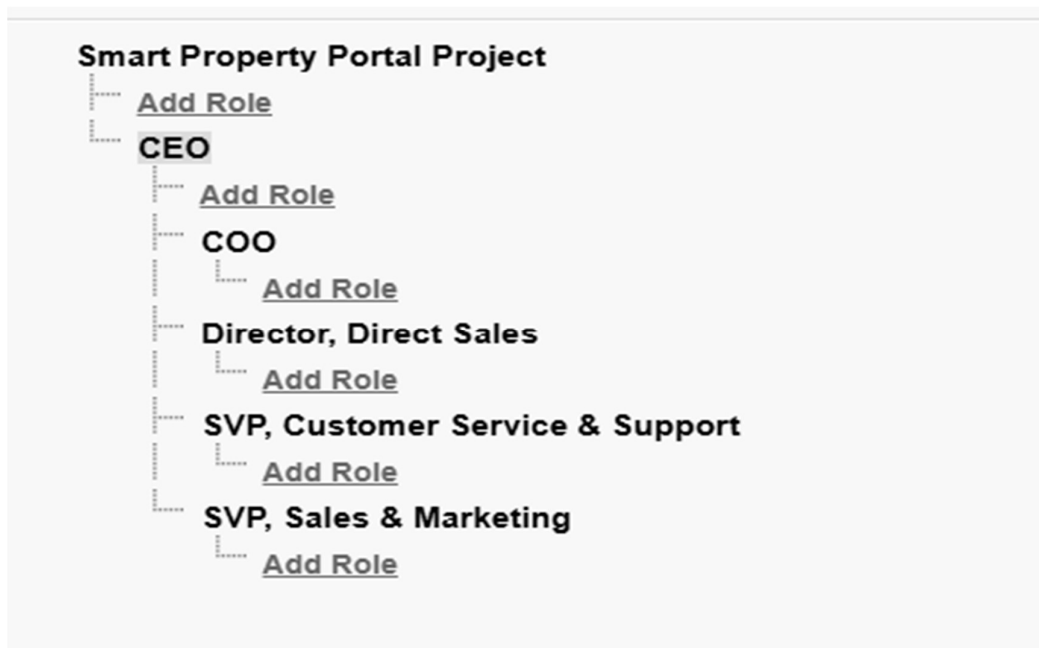 Smart Property Portal Project
Add Role
CEO
Add Role
COO
Add Role
Director, Direct Sales
Add Role
SVP, Customer Service & Support
Add Role
SVP, Sales & Marketing
Add Role